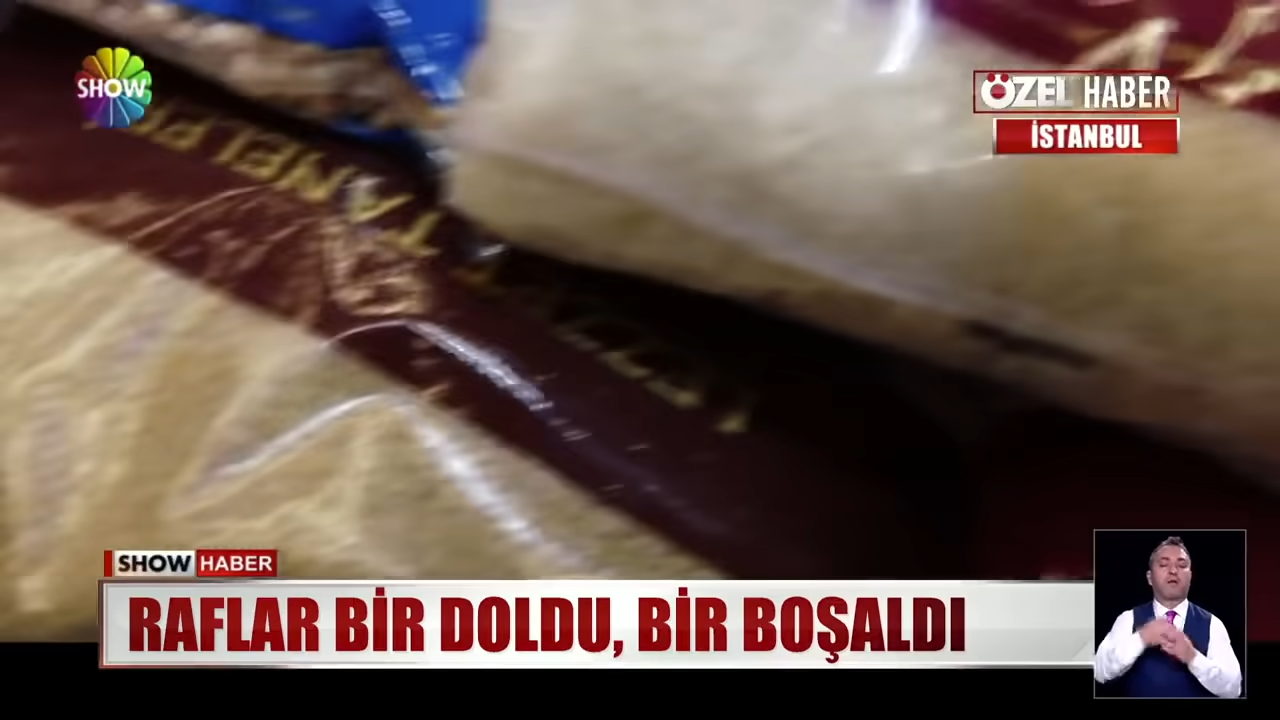 SHOW
ÖZEL HABER
İSTANBUL
SHOW HABER
RAFLAR BİR DOLDU, BİR BOŞALDI